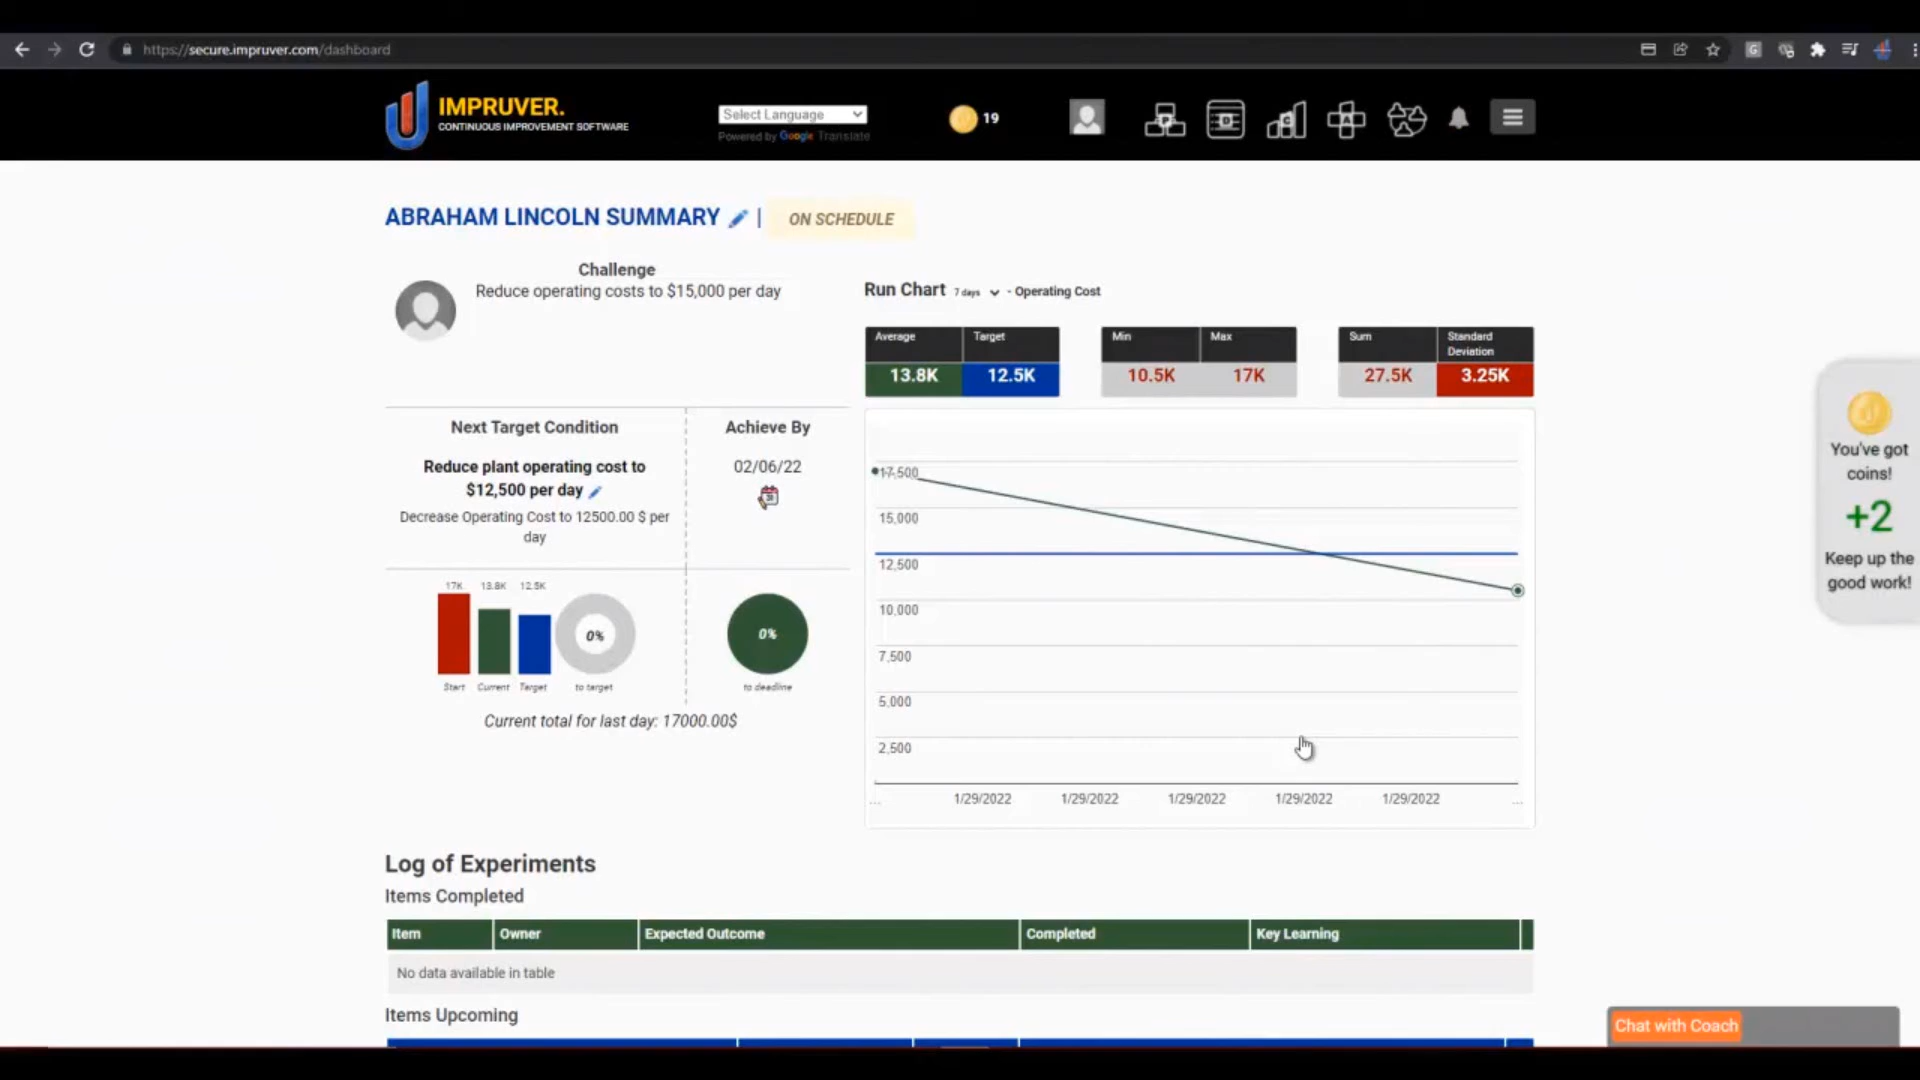 https://secure.impruver.com/dashboard
IMPRUVER.
CONTINUOUS IMPROVEMENT SOFTWARE
Select Language
Powered by Google Translate
19
ABRAHAM LINCOLN SUMMARY | ON SCHEDULE
Challenge
Reduce operating costs to $15,000 per day
Run Chart 7 days - Operating Cost
Average Target Min Max Sum Standard Deviation
13.8K 12.5K 10.5K 17K 27.5K 3.25K
Next Target Condition
Achieve By
Reduce plant operating cost to
$12,500 per day
02/06/22
Decrease Operating Cost to 12500.00 $ per
day
17K 13.8K 12.5K
0%
0%
Start Current Target to target
to deadline
Current total for last day: 17000.00$
17,500
15,000
12,500
10,000
7,500
5,000
2,500
... 1/29/2022 1/29/2022 1/29/2022 1/29/2022 1/29/2022 ...
You've got
coins!
+2
Keep up the
good work!
Log of Experiments
Items Completed
Item Owner Expected Outcome Completed Key Learning
No data available in table
Items Upcoming
Chat with Coach